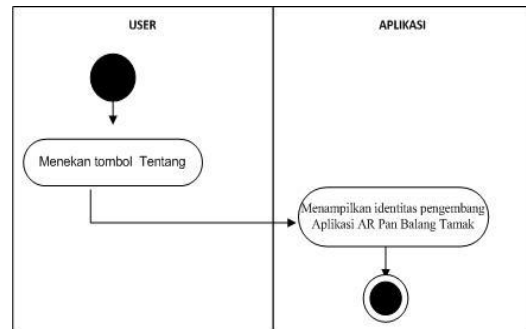 USER
APLIKASI
Menekan tombol Tentang
Menampilkan identitas pengembang
Aplikasi AR Pan Balang Tamak